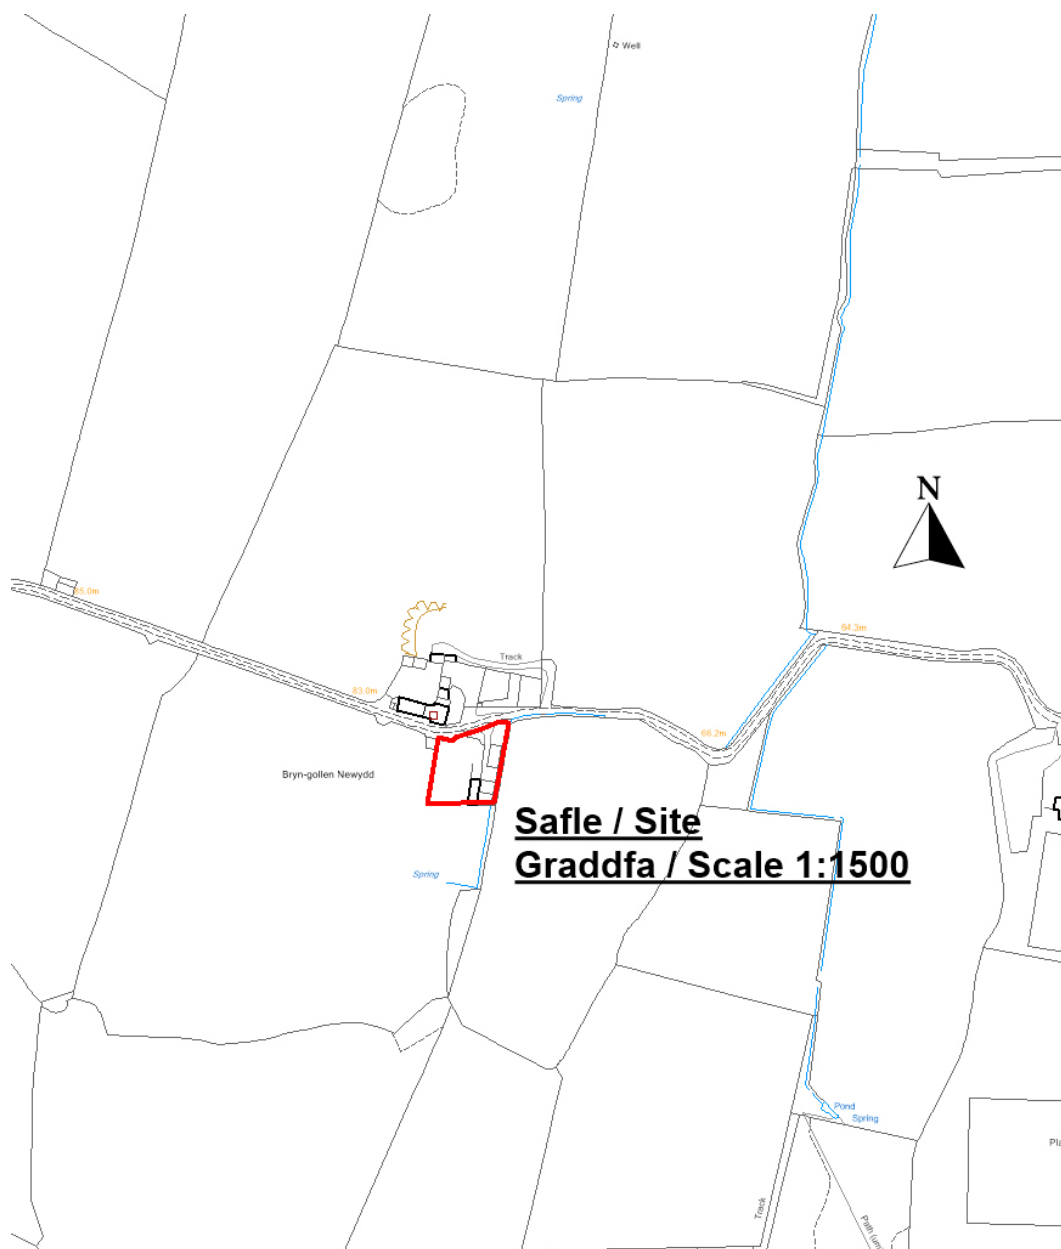 Well
Spring
N
85.0m
64.3m
Track
83.0m
66.2m
Bryn-gollen Newydd
Safle / Site
Graddfa / Scale 1:1500
Spring
Pond
Spring
Track
Path